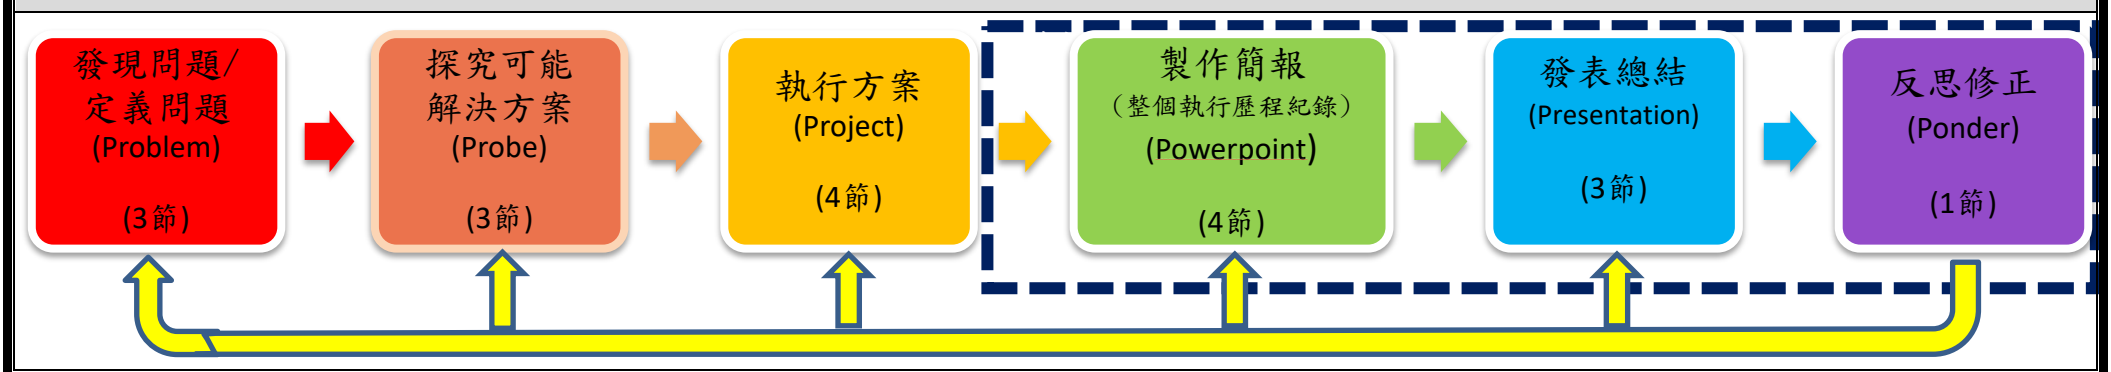 發現問題/
定義問題
(Problem)
(3節)
探究可能
解決方案
(Probe)
(3節)
執行方案
(Project)
(4節)
製作簡報
(整個執行歷程紀錄)
(Powerpoint)
(4節)
發表總結
(Presentation)
(3節)
反思修正
(Ponder)
(1節)